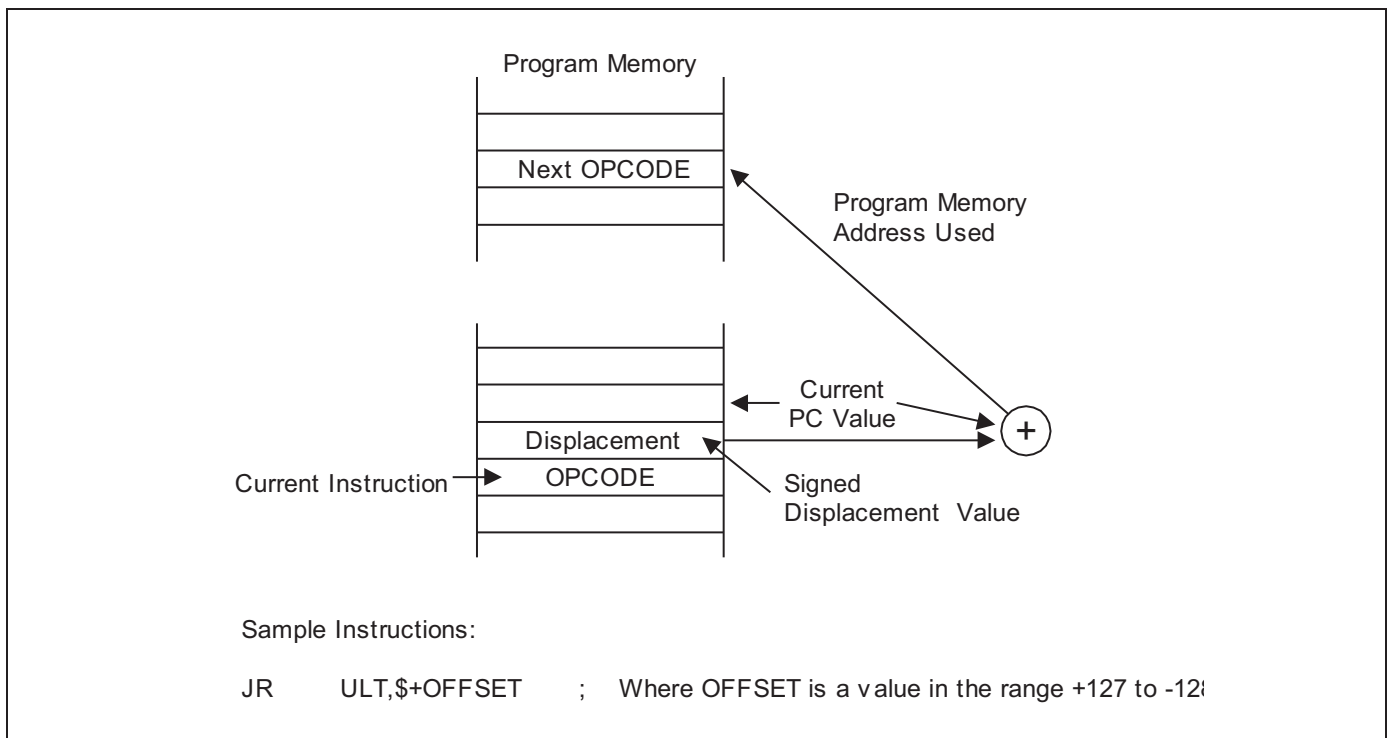 Program Memory
Next OPCODE
Program Memory
Address Used
Current
PC Value
Displacement
+
Current Instruction
OPCODE
Signed
Displacement Value
Sample Instructions:
JR ULT,$+OFFSET ; Where OFFSET is a value in the range +127 to